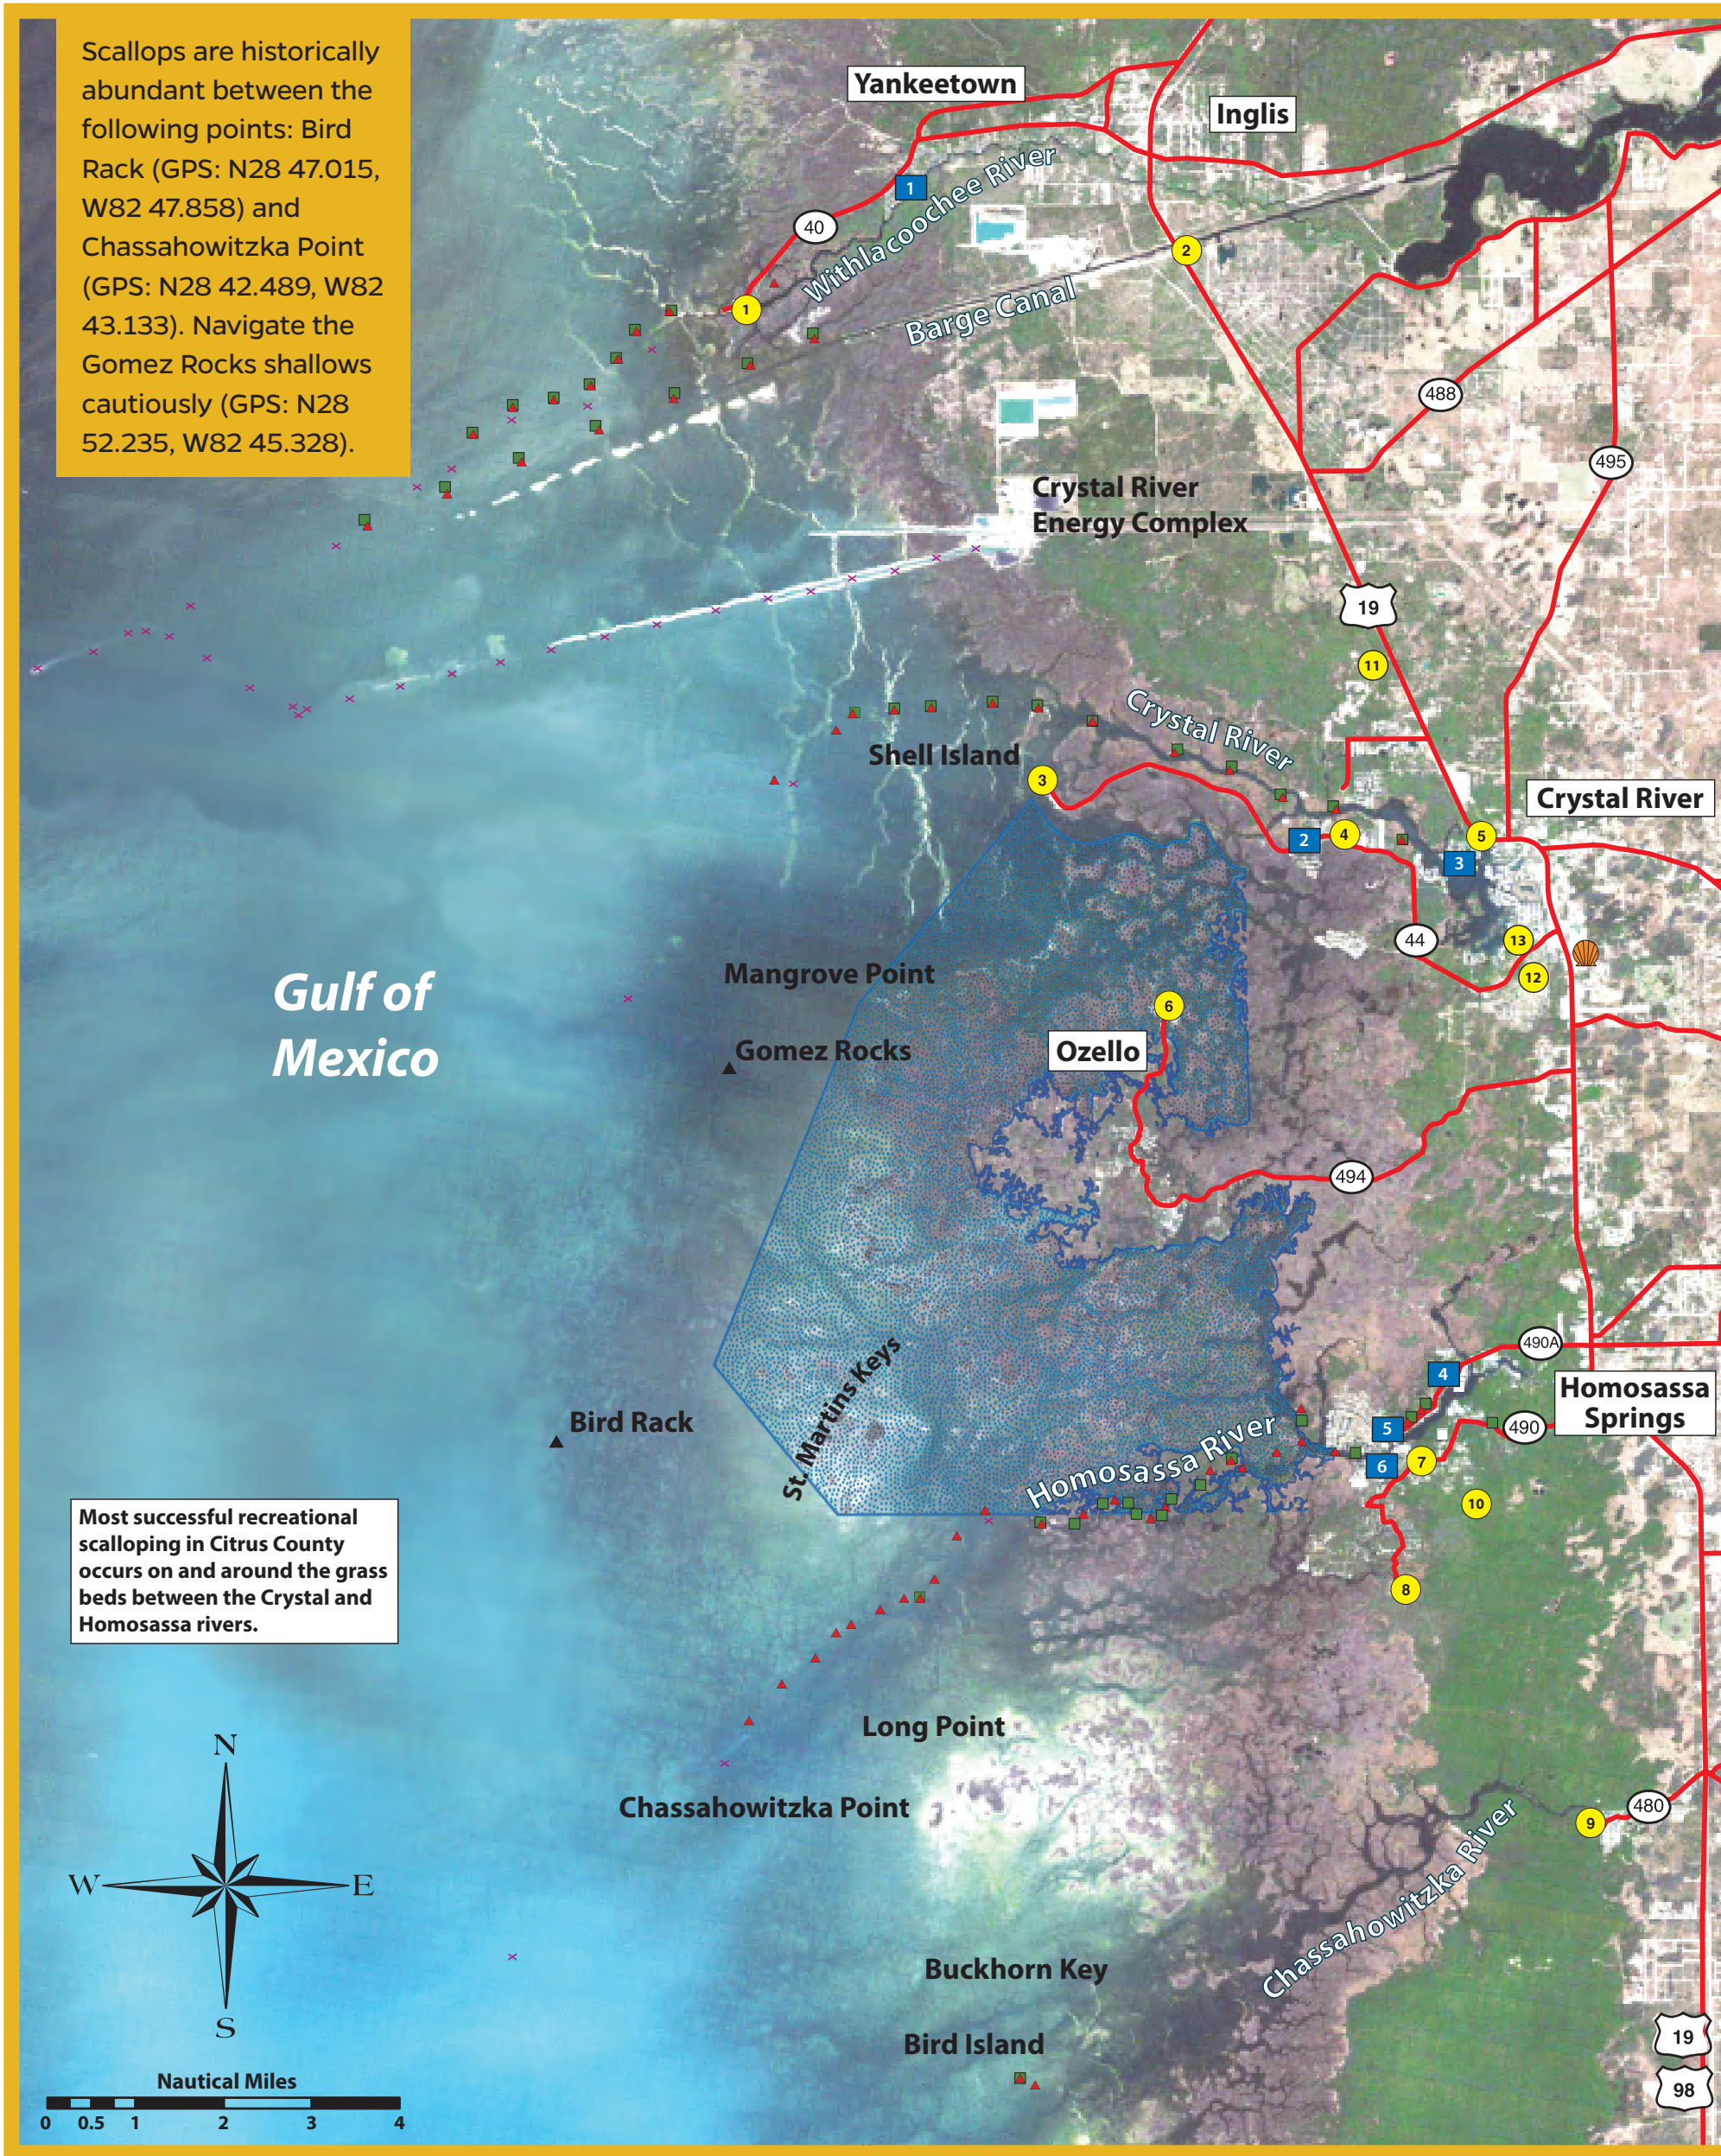 Scallops are historically
abundant between the
following points: Bird
Rack (GPS: N28 47.015,
W82 47.858) and
Chassahowitzka Point
(GPS: N28 42.489, W82
43.133). Navigate the
Gomez Rocks shallows
cautiously (GPS: N28
52.235, W82 45.328).
Yankeetown
Inglis
1
40
Withlacoochee River
2
1
Barge Canal
488
495
Crystal River
Energy Complex
19
11
Crystal River
Shell Island
3
Crystal River
2
4
5
3
44
13
12
Mangrove Point
Gulf of
Mexico
6
Gomez Rocks
Ozello
494
490A
4
Homosassa
Springs
St. Martins Keys
Bird Rack
5
490
Homosassa River
6
7
10
Most successful recreational
scalloping in Citrus County
occurs on and around the grass
beds between the Crystal and
Homosassa rivers.
8
Long Point
N
Chassahowitzka Point
480
9
W
E
Chassahowitzka River
Buckhorn Key
S
Bird Island
19
98
Nautical Miles
0 0.5 1 2 3 4